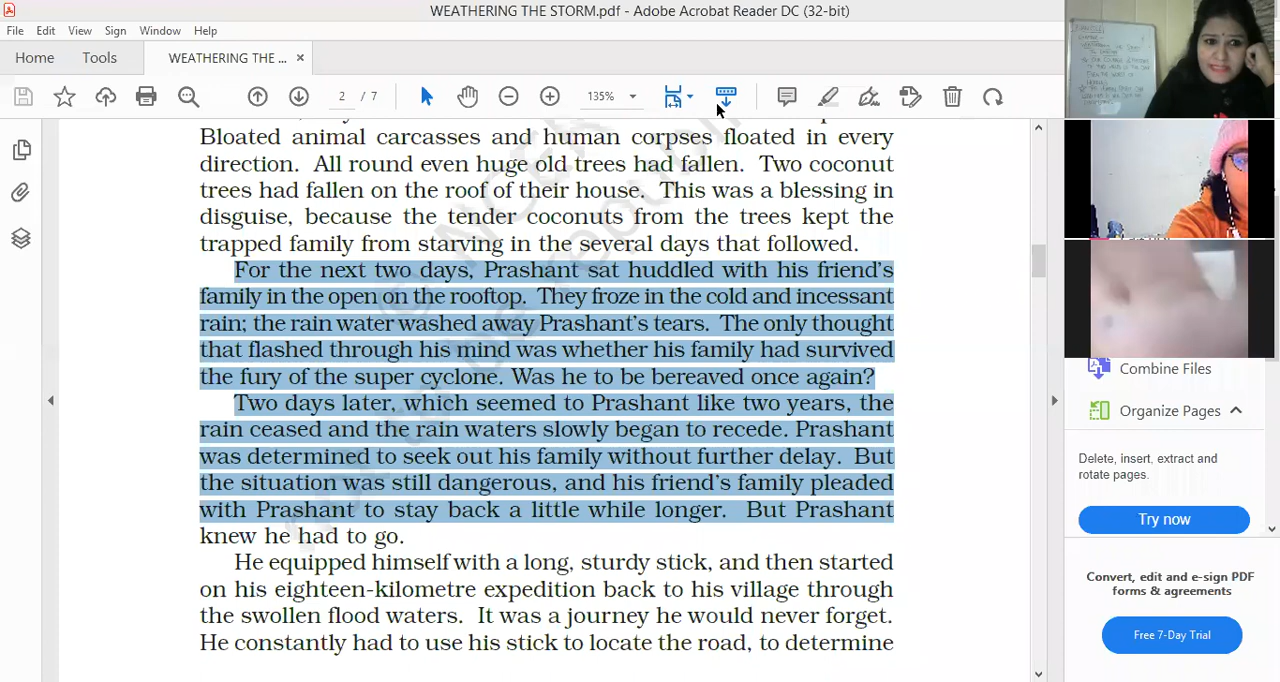 WEATHERING THE STORM.pdf - Adobe Acrobat Reader DC (32-bit)
File Edit View Sign Window Help
Home Tools WEATHERING THE ... ×
2 / 7 135%
Bloated animal carcasses and human corpses floated in every
direction. All round even huge old trees had fallen. Two coconut
trees had fallen on the roof of their house. This was a blessing in
disguise, because the tender coconuts from the trees kept the
trapped family from starving in the several days that followed.
For the next two days, Prashant sat huddled with his friend's
family in the open on the rooftop. They froze in the cold and incessant
rain; the rain water washed away Prashant's tears. The only thought
that flashed through his mind was whether his family had survived
the fury of the super cyclone. Was he to be bereaved once again?
Two days later, which seemed to Prashant like two years, the
rain ceased and the rain waters slowly began to recede. Prashant
was determined to seek out his family without further delay. But
the situation was still dangerous, and his friend's family pleaded
with Prashant to stay back a little while longer. But Prashant
knew he had to go.
He equipped himself with a long, sturdy stick, and then started
on his eighteen-kilometre expedition back to his village through
the swollen flood waters. It was a journey he would never forget.
He constantly had to use his stick to locate the road, to determine
Combine Files
Organize Pages
Delete, insert, extract and
rotate pages.
Try now
Convert, edit and e-sign PDF
forms & agreements
Free 7-Day Trial